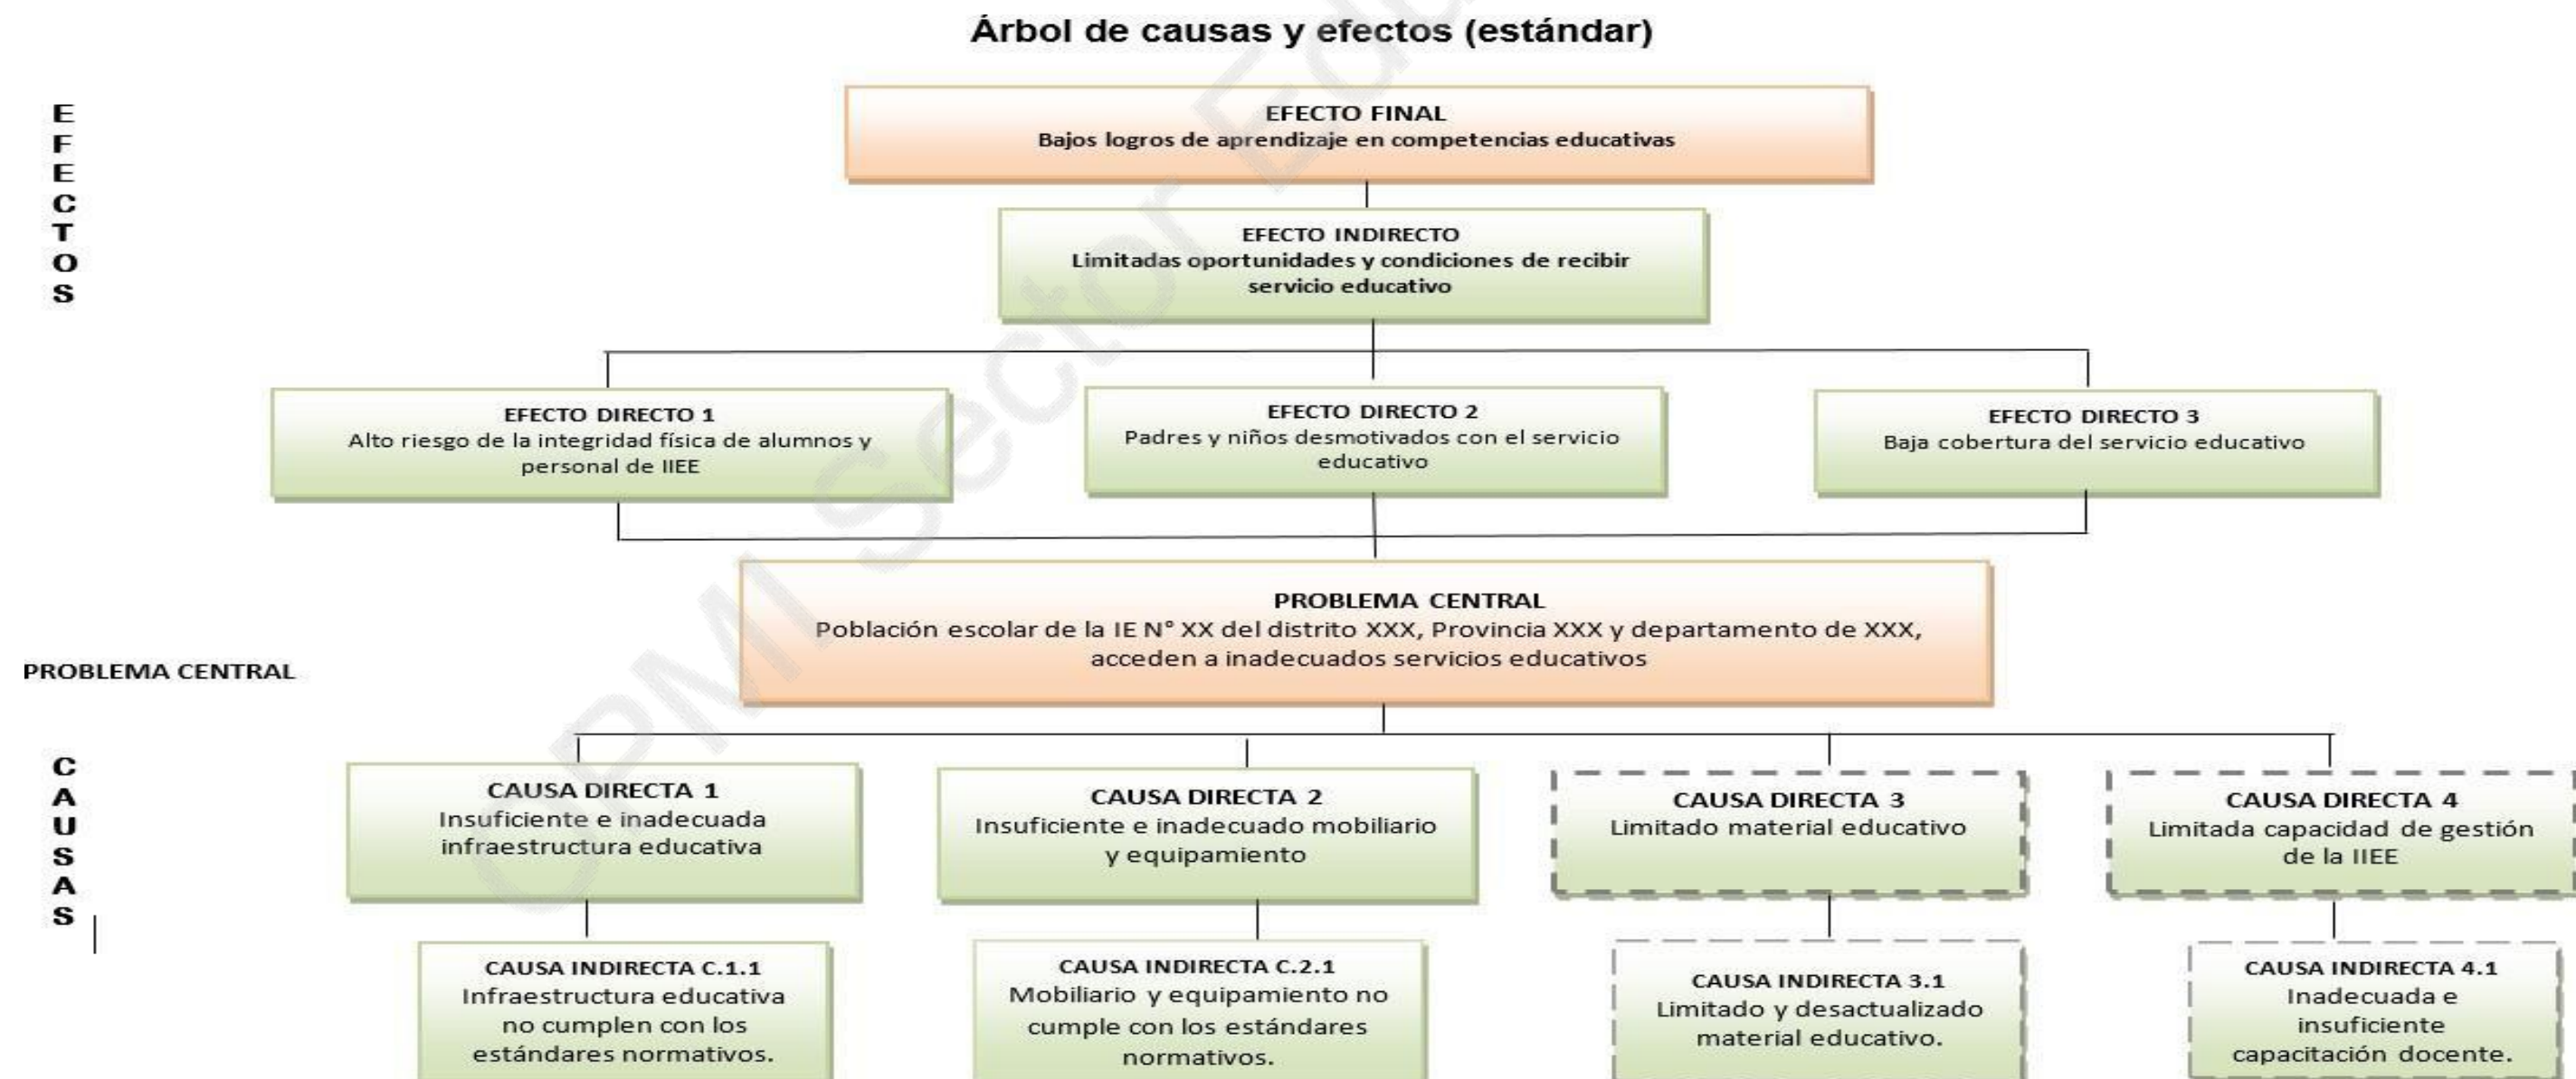 Árbol de causas y efectos (estándar)
EFECTOS
EFECTO FINAL
Bajos logros de aprendizaje en competencias educativas
EFECTO INDIRECTO
Limitadas oportunidades y condiciones de recibir
servicio educativo
EFECTO DIRECTO 1
Alto riesgo de la integridad física de alumnos y
personal de IIEE
EFECTO DIRECTO 2
Padres y niños desmotivados con el servicio
educativo
EFECTO DIRECTO 3
Baja cobertura del servicio educativo
PROBLEMA CENTRAL
PROBLEMA CENTRAL
Población escolar de la IE N° XX del distrito XXX, Provincia XXX y departamento de XXX,
acceden a inadecuados servicios educativos
CAUSAS
CAUSA DIRECTA 1
Insuficiente e inadecuada
infraestructura educativa
CAUSA DIRECTA 2
Insuficiente e inadecuado mobiliario
y equipamiento
CAUSA DIRECTA 3
Limitado material educativo
CAUSA DIRECTA 4
Limitada capacidad de gestión
de la IIEE
CAUSA INDIRECTA C.1.1
Infraestructura educativa
no cumplen con los
estándares normativos.
CAUSA INDIRECTA C.2.1
Mobiliario y equipamiento no
cumple con los estándares
normativos.
CAUSA INDIRECTA 3.1
Limitado y desactualizado
material educativo.
CAUSA INDIRECTA 4.1
Inadecuada e
insuficiente
capacitación docente.
OPMI Sector